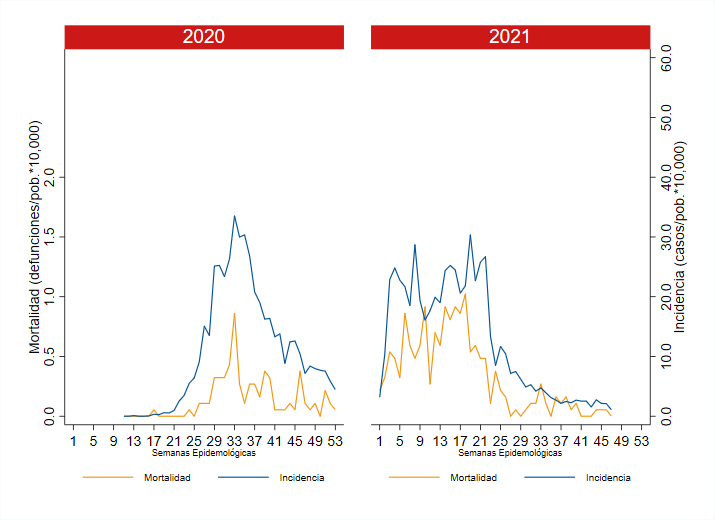 2020
2021
Mortalidad (defunciones/pob.*10,000)
0.0 0.5 1.0 1.5 2.0
0.0 10.0 20.0 30.0 40.0 50.0 60.0
Incidencia (casos/pob.*10,000)
1 5 9 13 17 21 25 29 33 37 41 45 49 53
1 5 9 13 17 21 25 29 33 37 41 45 49 53
Semanas Epidemológicas
Semanas Epidemológicas
Mortalidad Incidencia
Mortalidad Incidencia